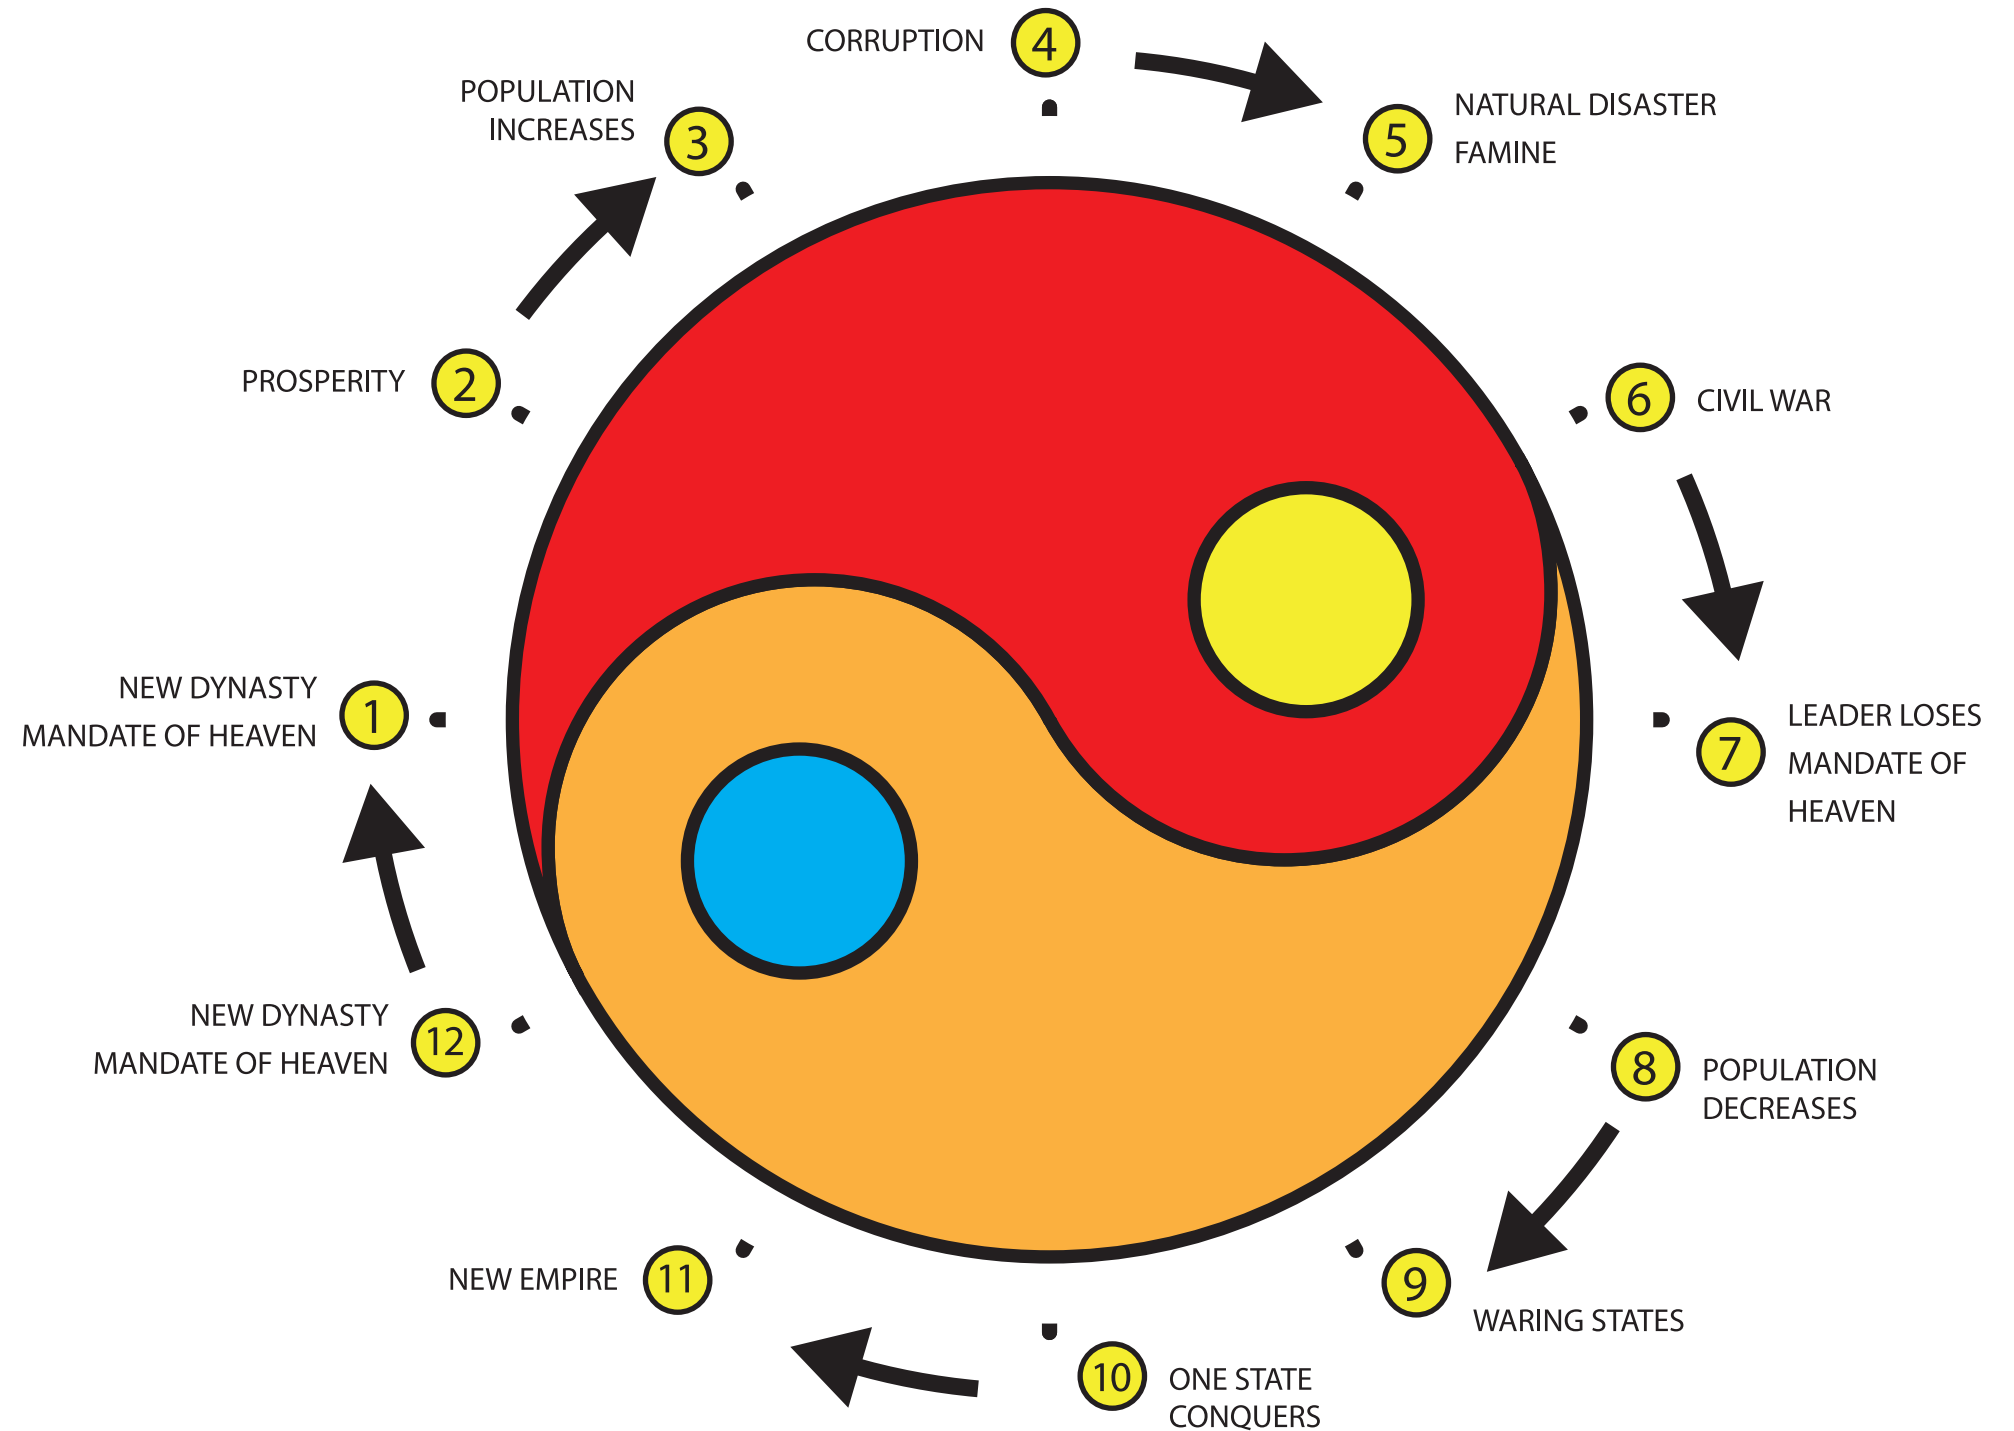 1
NEW DYNASTY
MANDATE OF HEAVEN
2
PROSPERITY
3
POPULATION
INCREASES
4
CORRUPTION
5
NATURAL DISASTER
FAMINE
6
CIVIL WAR
7
LEADER LOSES
MANDATE OF
HEAVEN
8
POPULATION
DECREASES
9
WARING STATES
10
ONE STATE
CONQUERS
11
NEW EMPIRE
12
NEW DYNASTY
MANDATE OF HEAVEN